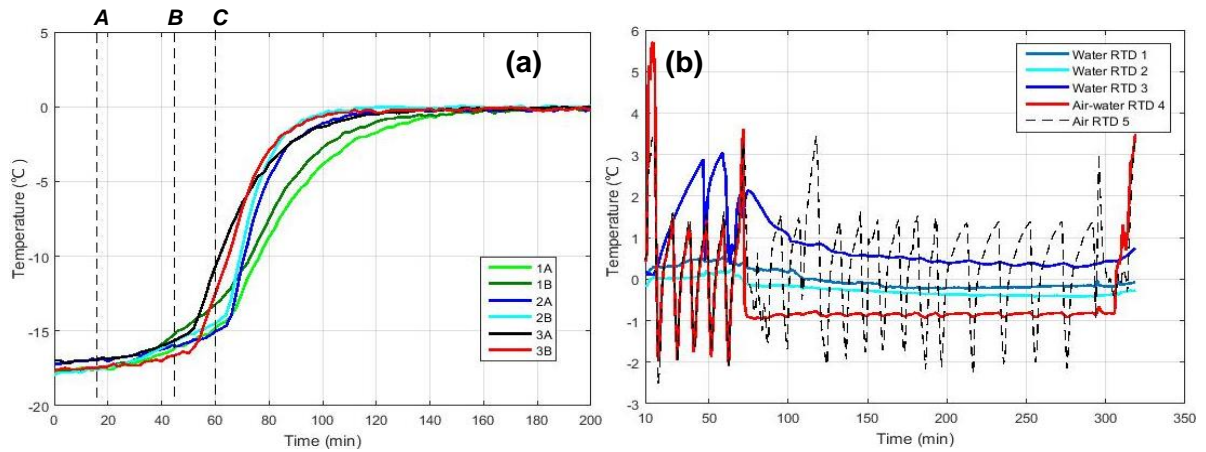 A B C
(a)
Temperature (℃)
5
0
-5
-10
-15
-20
0 20 40 60 80 100 120 140 160 180 200
Time (min)
1A
1B
2A
2B
3A
3B
(b)
Temperature (℃)
6
5
4
3
2
1
0
-1
-2
-3
10 50 100 150 200 250 300 350
Time (min)
Water RTD 1
Water RTD 2
Water RTD 3
Air-water RTD 4
Air RTD 5